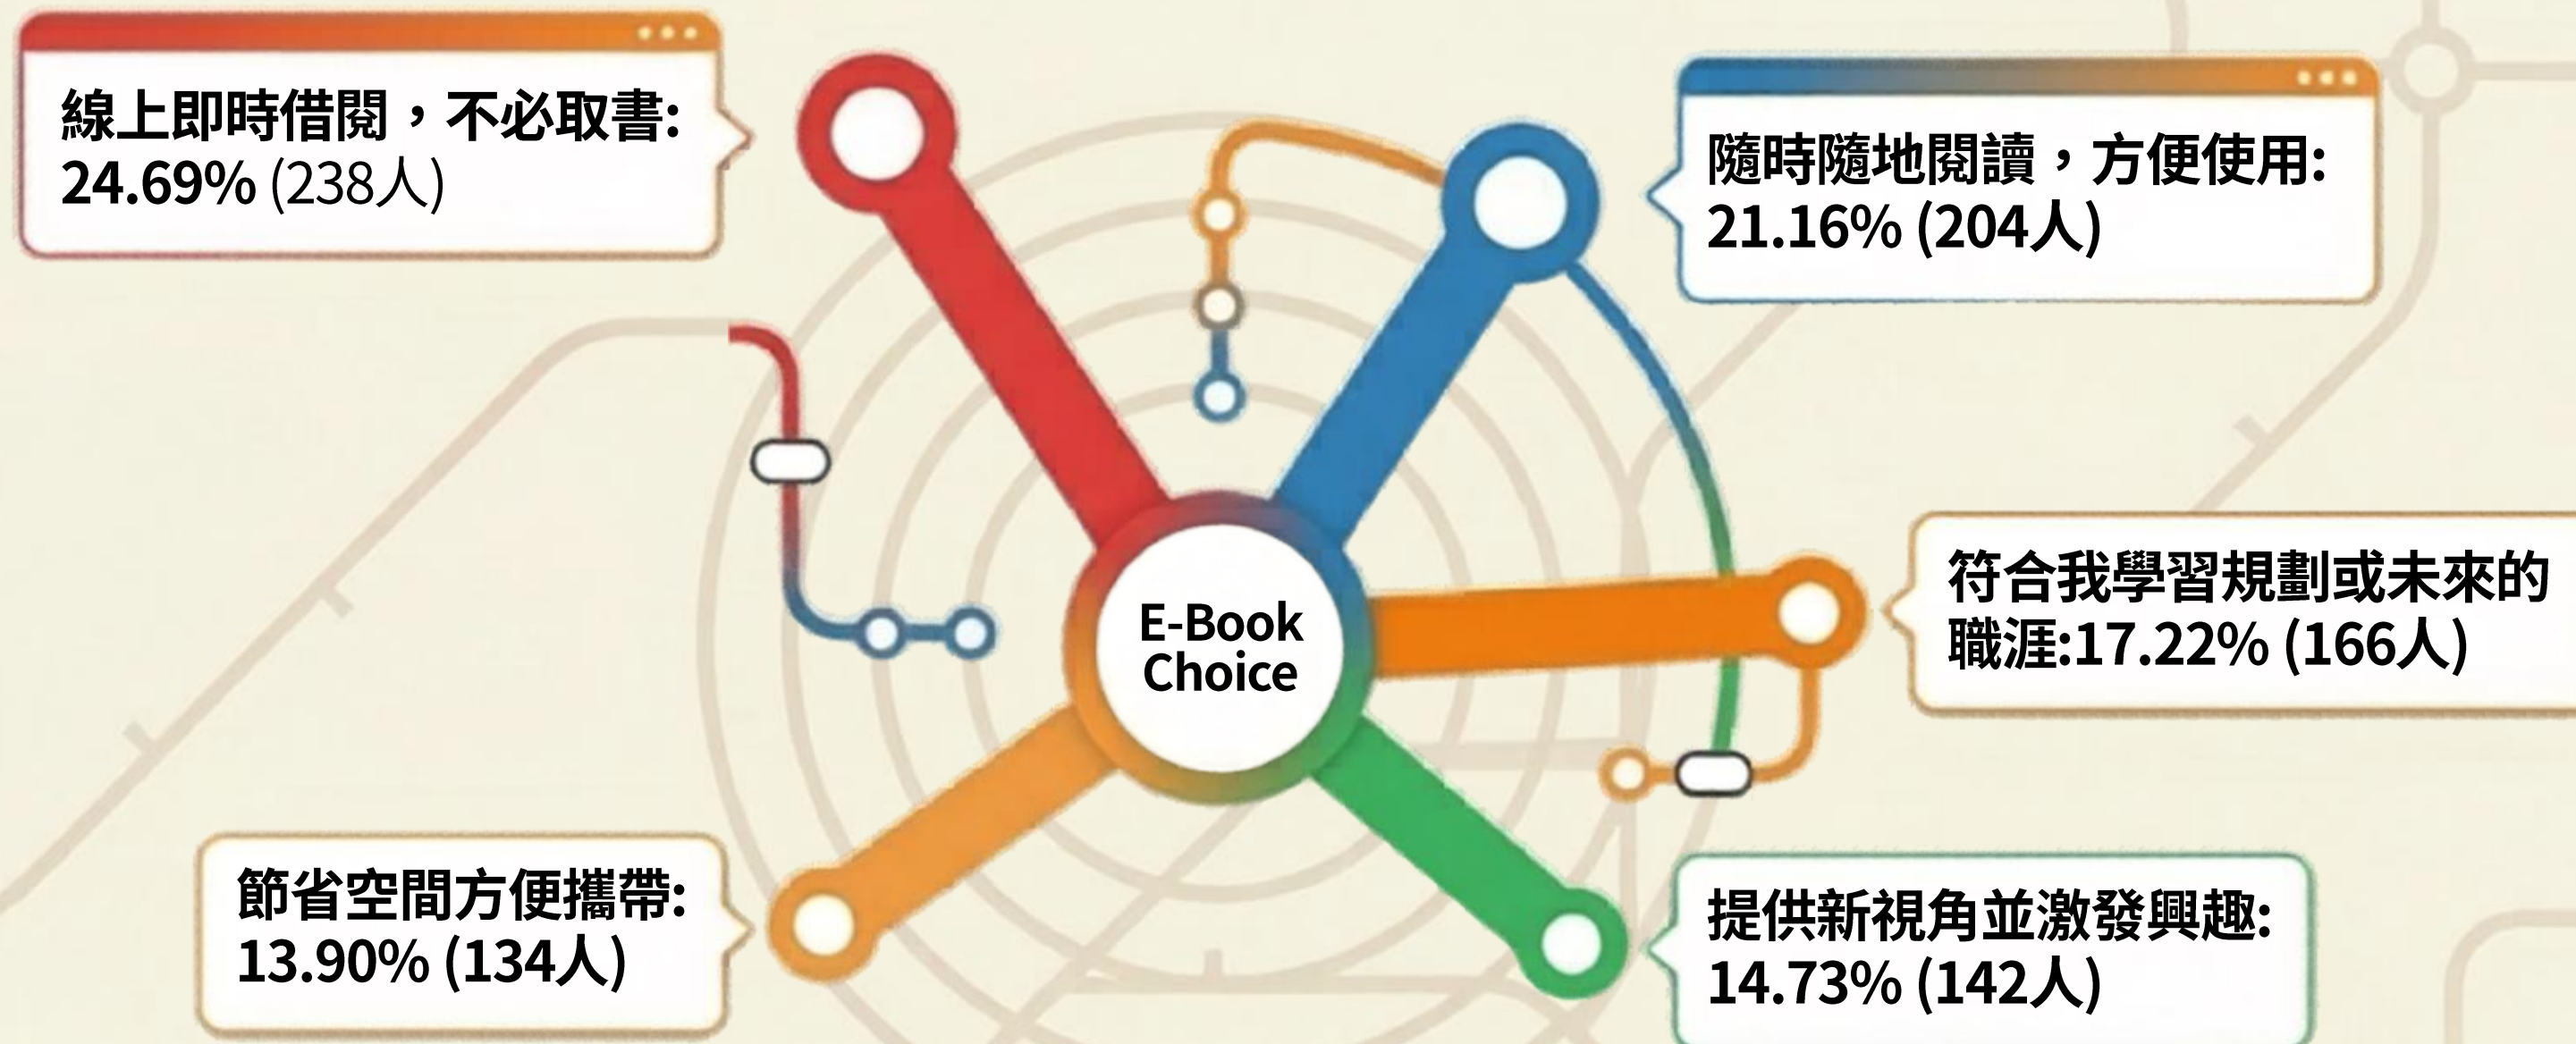 線上即時借閱，不必取書:
24.69% (238人)
隨時隨地閱讀，方便使用:
21.16% (204人)
E-Book
Choice
符合我學習規劃或未來的
職涯:17.22% (166人)
節省空間方便攜帶:
13.90% (134人)
提供新視角並激發興趣:
14.73% (142人)